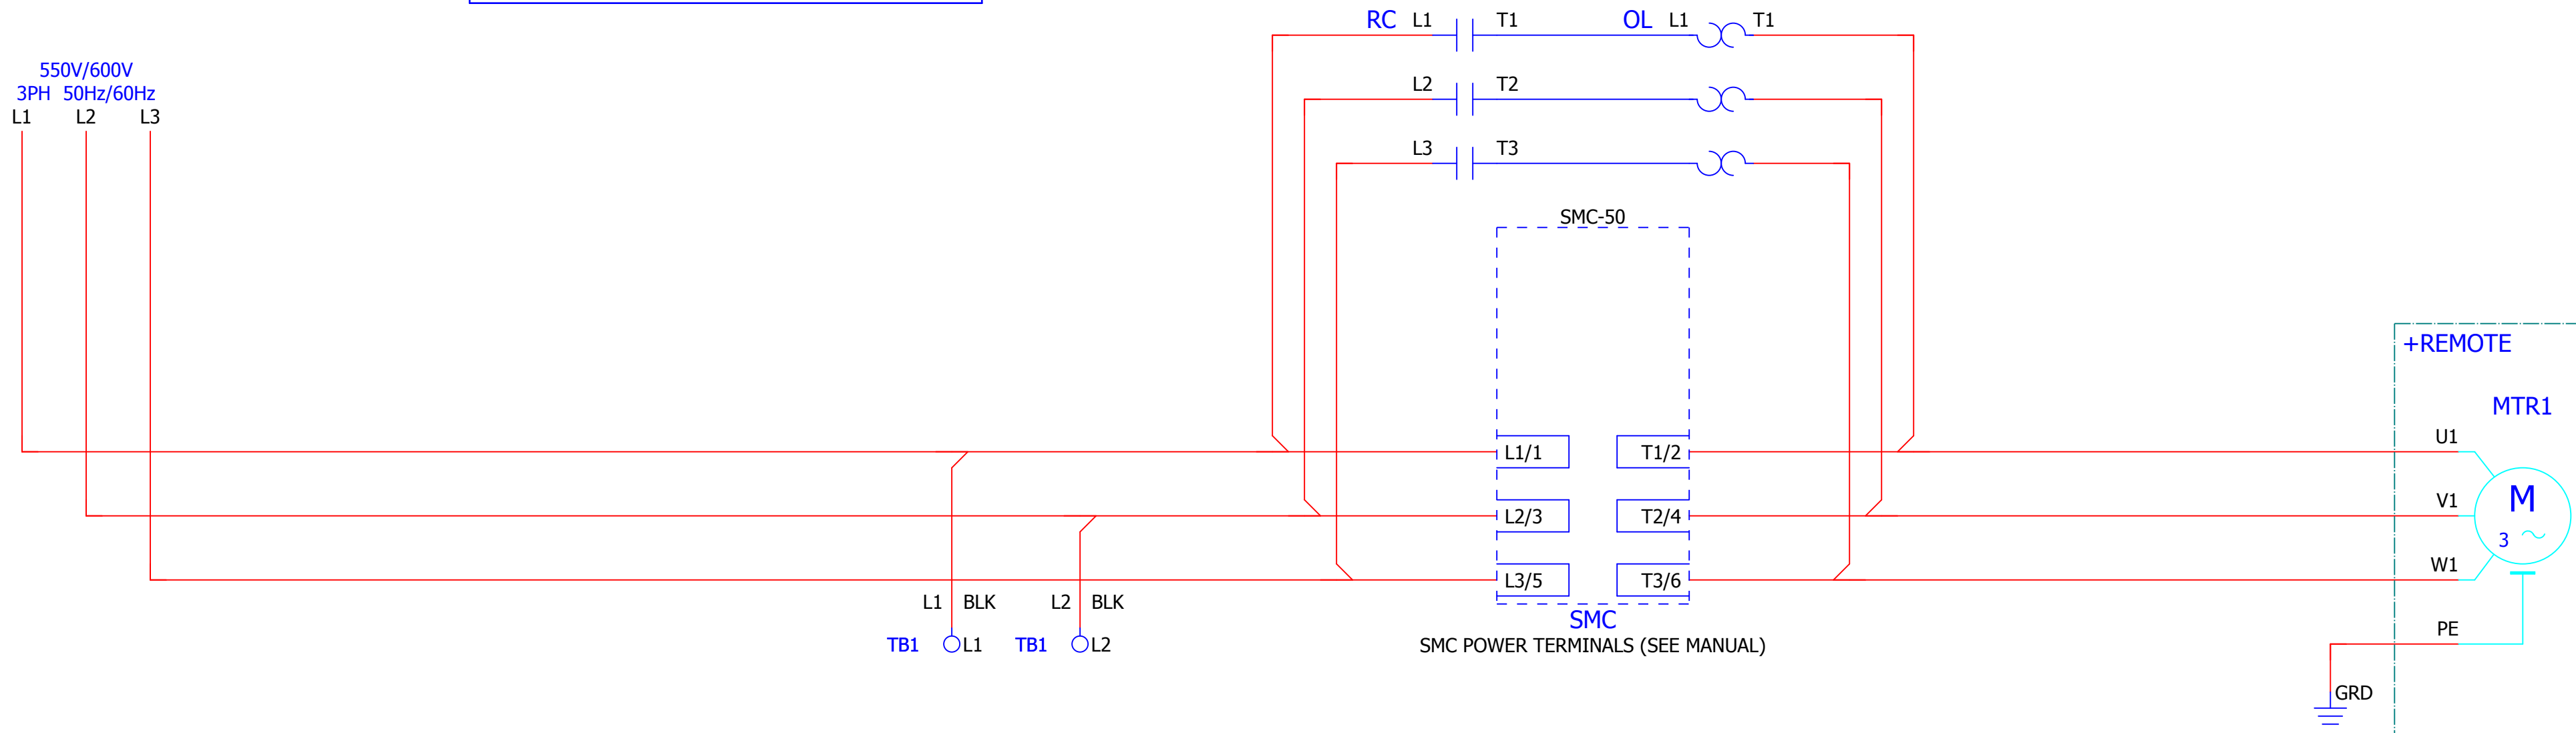 RC L1 T1 OL L1 T1
550V/600V
3PH 50Hz/60Hz
L1 L2 L3
L2 T2
L3 T3
SMC-50
+REMOTE
MTR1
U1
L1/1 T1/2
V1
M
L2/3 T2/4
3
W1
L3/5 T3/6
L1 BLK L2 BLK
SMC
PE
TB1 L1 TB1 L2
SMC POWER TERMINALS (SEE MANUAL)
GRD